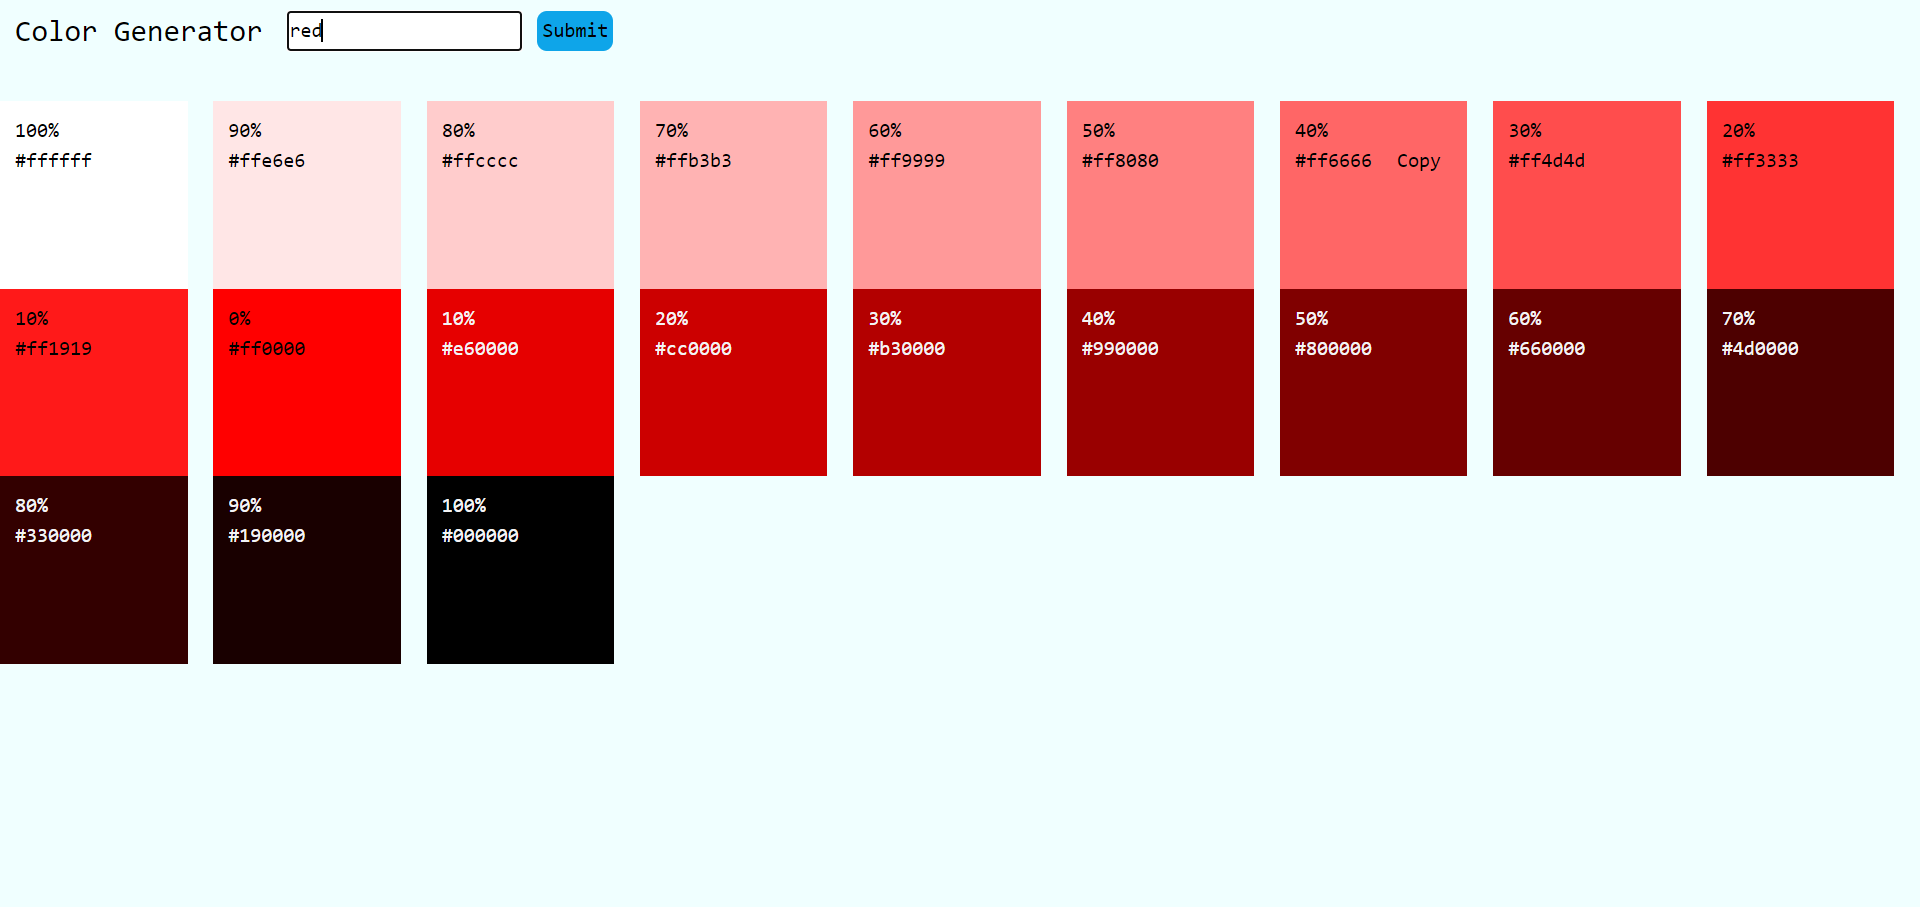 Color Generator red Submit
100% 90% 80% 70% 60% 50% 40% 30% 20%
#ffffff #ffe6e6 #ffcccc #ffb3b3 #ff9999 #ff8080 #ff6666 Copy #ff4d4d #ff3333
10% 0% 10% 20% 30% 40% 50% 60% 70%
#ff1919 #ff0000 #e60000 #cc0000 #b30000 #990000 #800000 #660000 #4d0000
80% 90% 100%
#330000 #190000 #000000